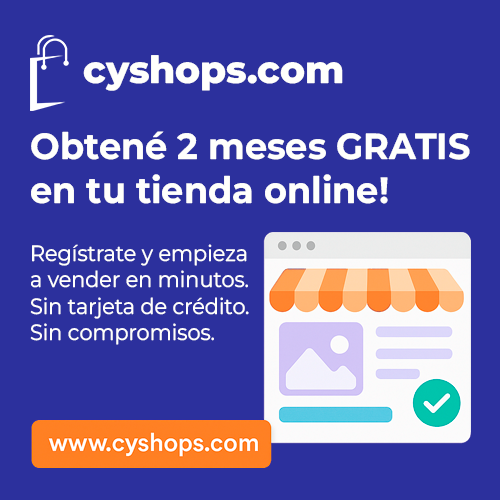 cyshops.com
Obtené 2 meses GRATIS
en tu tienda online!
Regístrate y empieza
a vender en minutos.
Sin tarjeta de crédito.
Sin compromisos.
www.cyshops.com